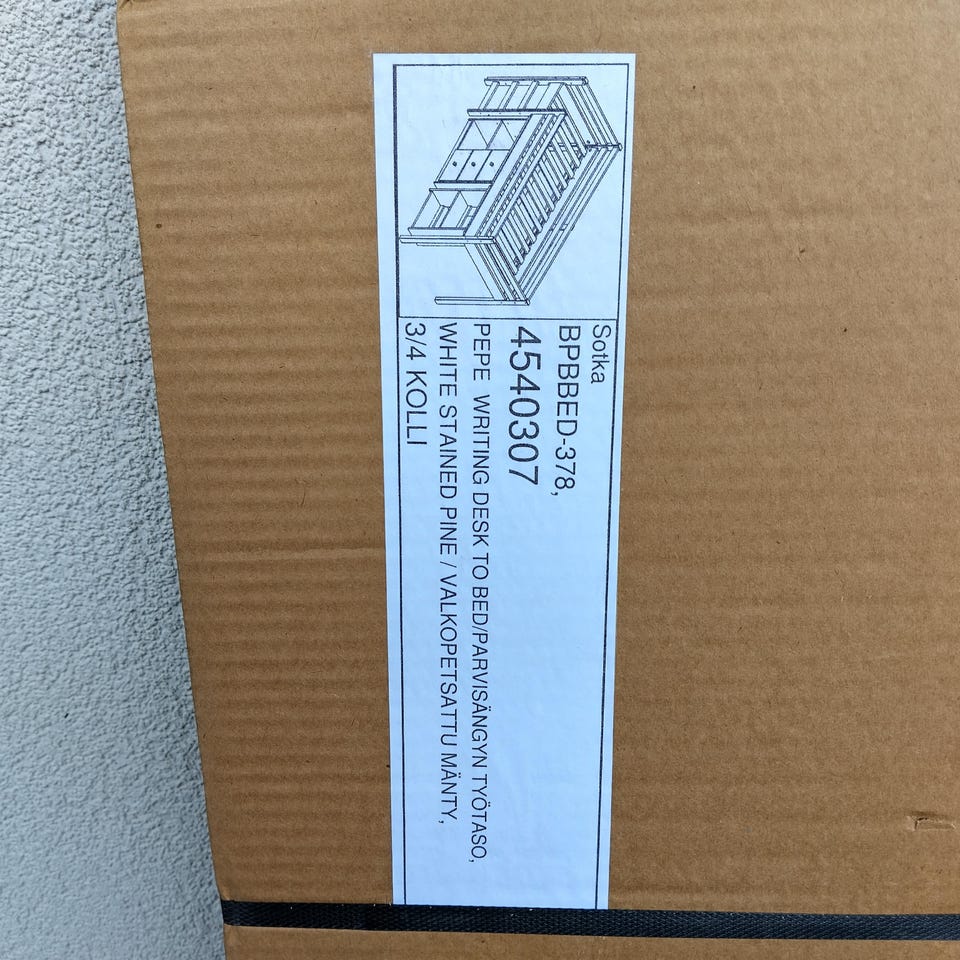 Sotka
BPBBED-378,
4540307
PEPE WRITING DESK TO BED/PARVISÄNGYN TYÖTASO,
WHITE STAINED PINE / VALKOPETSATTU MÄNTY,
3/4 KOLLI